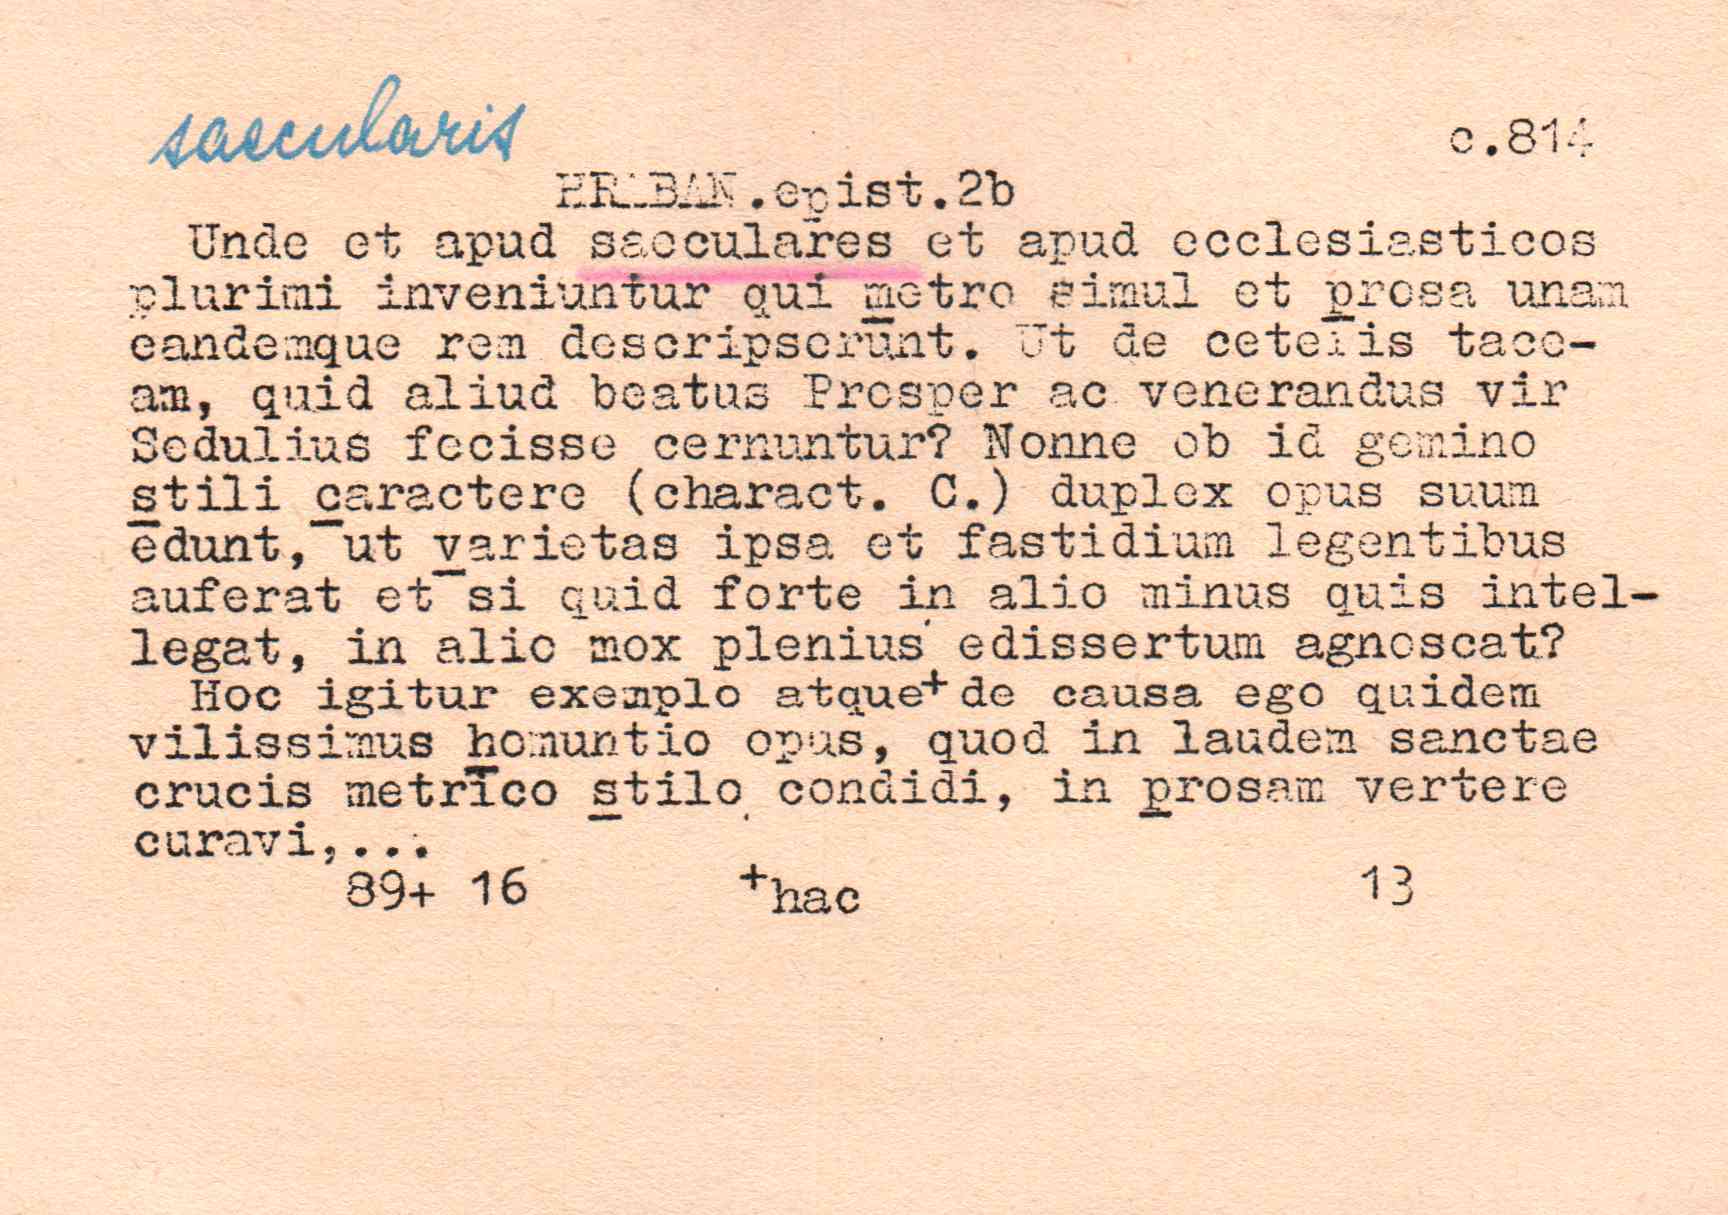 saecularis
c.814
HRABAN.epist.2b
Unde et apud saeculares et apud ecclesiasticos
plurimi inveniuntur qui metro simul et prosa unam
eandemque rem descripserunt. Ut de ceteris tace-
am, quid aliud beatus Prosper ac venerandus vir
Sedulius fecisse cernuntur? Nonne ob id gemino
stili caractere (charact. C.) duplex opus suum
edunt, ut varietas ipsa et fastidium legentibus
auferat et si quid forte in alio minus quis intel-
legat, in alio mox plenius edissertum agnoscat?
Hoc igitur exemplo atque+ de causa ego quidem
vilissimus homuntio opus, quod in laudem sanctae
crucis metrico stilo condidi, in prosam vertere
curavi,...
89+ 16 +hac 13